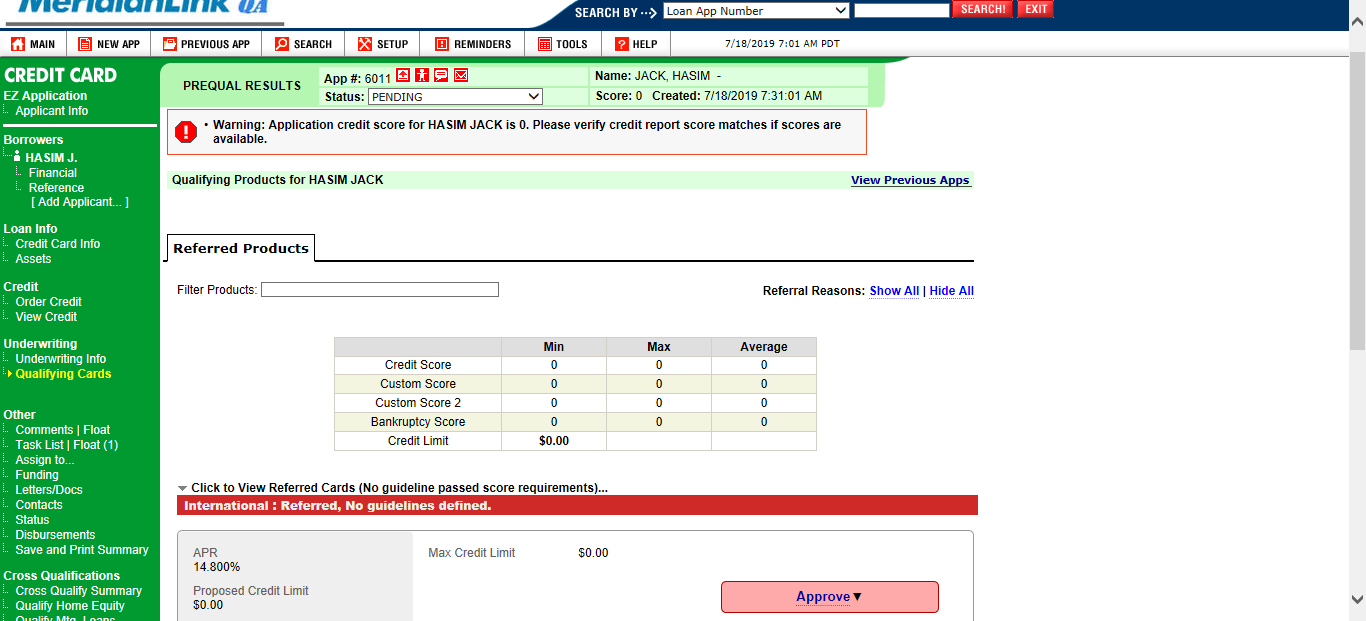 MeridianLink QA
SEARCH BY ··> Loan App Number SEARCH! EXIT
MAIN NEW APP PREVIOUS APP SEARCH SETUP REMINDERS TOOLS HELP 7/18/2019 7:01 AM PDT
CREDIT CARD
EZ Application
Applicant Info
Borrowers
HASIM J.
Financial
Reference
[ Add Applicant... ]
Loan Info
Credit Card Info
Assets
Credit
Order Credit
View Credit
Underwriting
Underwriting Info
Qualifying Cards
Other
Comments | Float
Task List | Float (1)
Assign to...
Funding
Letters/Docs
Contacts
Status
Disbursements
Save and Print Summary
Cross Qualifications
Cross Qualify Summary
Qualify Home Equity
Qualify Mtg. Loans
PREQUAL RESULTS
App #: 6011
Status: PENDING
Name: JACK, HASIM -
Score: 0 Created: 7/18/2019 7:31:01 AM
• Warning: Application credit score for HASIM JACK is 0. Please verify credit report score matches if scores are
available.
Qualifying Products for HASIM JACK View Previous Apps
Referred Products
Filter Products: Referral Reasons: Show All | Hide All
Min Max Average
Credit Score 0 0 0
Custom Score 0 0 0
Custom Score 2 0 0 0
Bankruptcy Score 0 0 0
Credit Limit $0.00
Click to View Referred Cards (No guideline passed score requirements)...
International : Referred, No guidelines defined.
APR
14.800%
Proposed Credit Limit
$0.00
Max Credit Limit $0.00
Approve▼